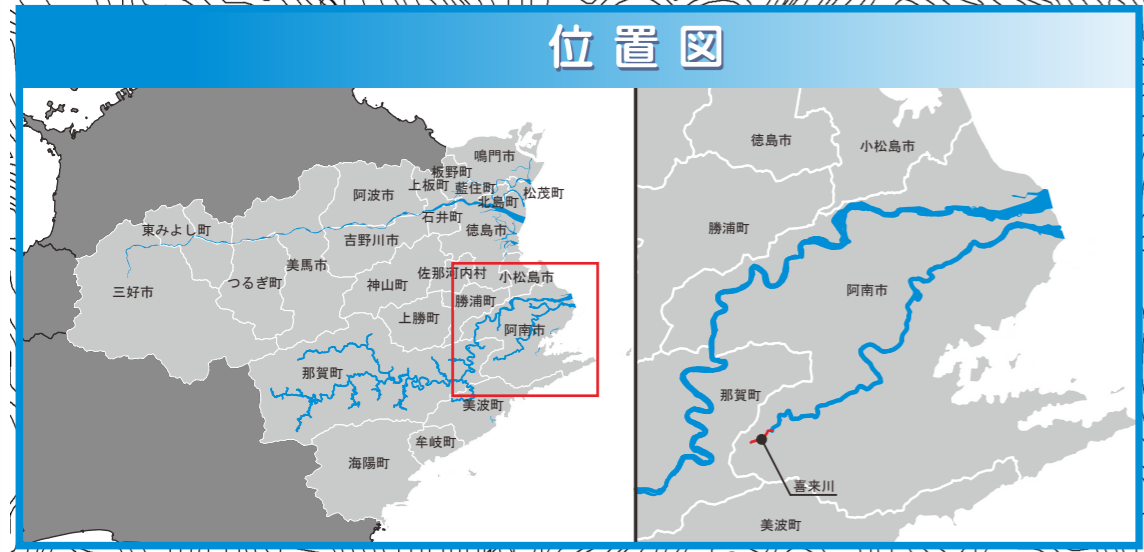 位置図
鳴門市
板野町
上板町
藍住町
松茂町
阿波市
北島町
石井町
東みよし町
徳島市
吉野川市
美馬市
佐那河内村
小松島市
つるぎ町
神山町
三好市
勝浦町
上勝町
阿南市
那賀町
美波町
牟岐町
海陽町
徳島市
小松島市
勝浦町
阿南市
那賀町
喜来川
美波町